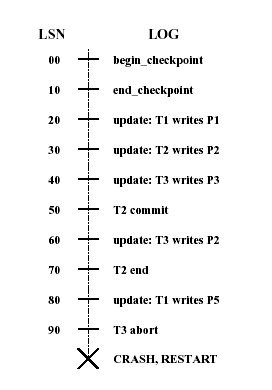 LSN LOG
00 begin_checkpoint
10 end_checkpoint
20 update: T1 writes P1
30 update: T2 writes P2
40 update: T3 writes P3
50 T2 commit
60 update: T3 writes P2
70 T2 end
80 update: T1 writes P5
90 T3 abort
CRASH, RESTART